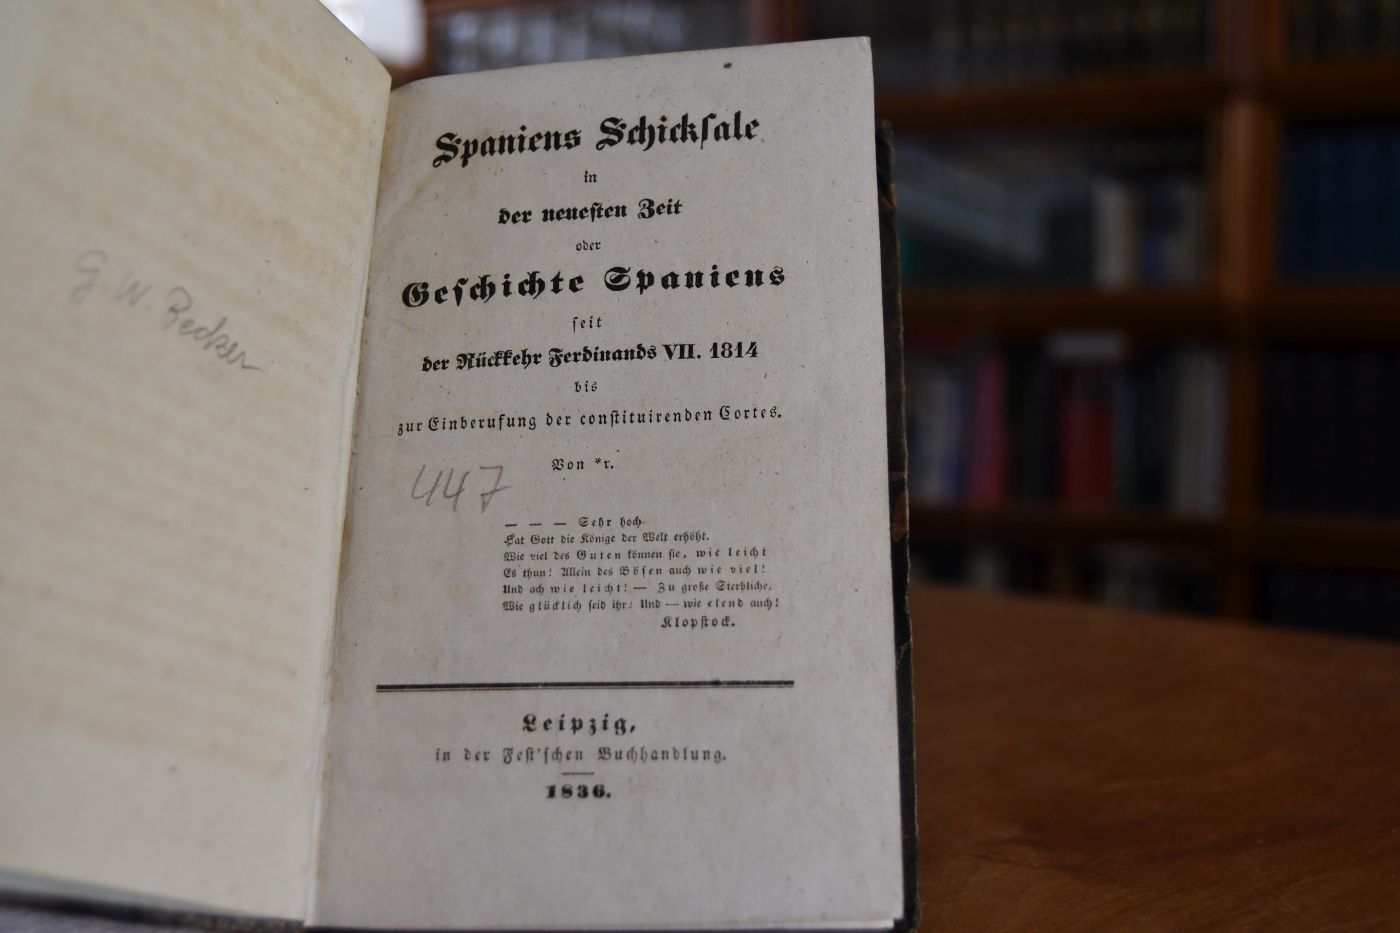 G. W. Becker
Spaniens Schickſale
in
der neueſten Zeit
oder
Geſchichte Spaniens
ſeit
der Rückkehr Ferdinands VII. 1814
bis
zur Einberufung der conſtituirenden Cortes.
Von *r.
447
— — — Sehr hoch
Hat Gott die Könige der Welt erhöht.
Wie viel des Guten können ſie, wie leicht
Es thun! Allein des Böſen auch wie viel!
Und ach wie leicht! — Zu große Sterbliche,
Wie glücklich ſeid ihr: Und — wie elend auch!
Klopſtock.
Leipzig,
in der Feſt'ſchen Buchhandlung.
1836.